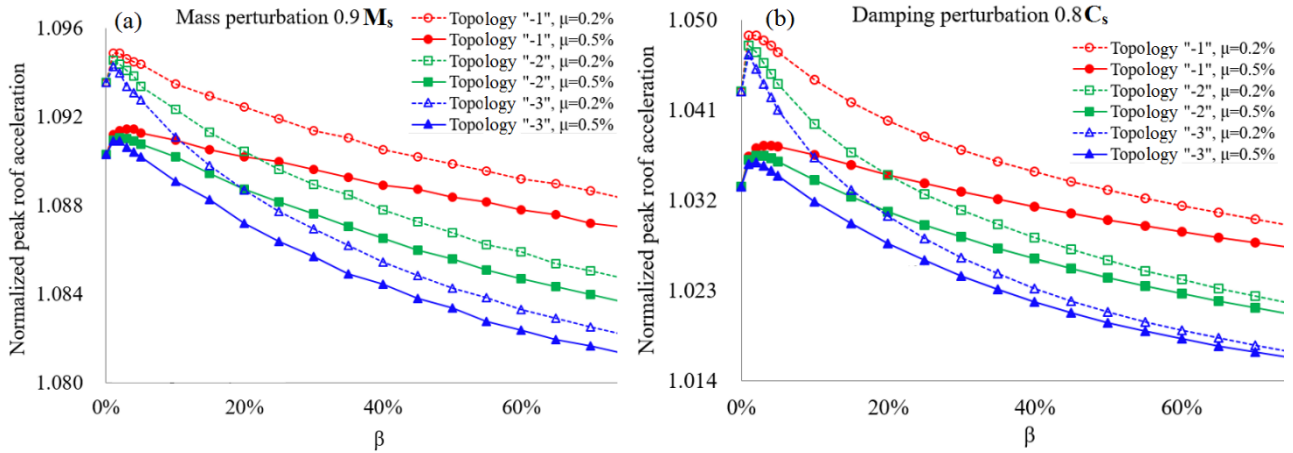 (a)
Mass perturbation 0.9 Mₛ
Topology "-1", μ=0.2%
Topology "-1", μ=0.5%
Topology "-2", μ=0.2%
Topology "-2", μ=0.5%
Topology "-3", μ=0.2%
Topology "-3", μ=0.5%
Normalized peak roof acceleration
1.096
1.092
1.088
1.084
1.080
0%
20%
40%
60%
β
(b)
Damping perturbation 0.8 Cₛ
Topology "-1", μ=0.2%
Topology "-1", μ=0.5%
Topology "-2", μ=0.2%
Topology "-2", μ=0.5%
Topology "-3", μ=0.2%
Topology "-3", μ=0.5%
Normalized peak roof acceleration
1.050
1.041
1.032
1.023
1.014
0%
20%
40%
60%
β